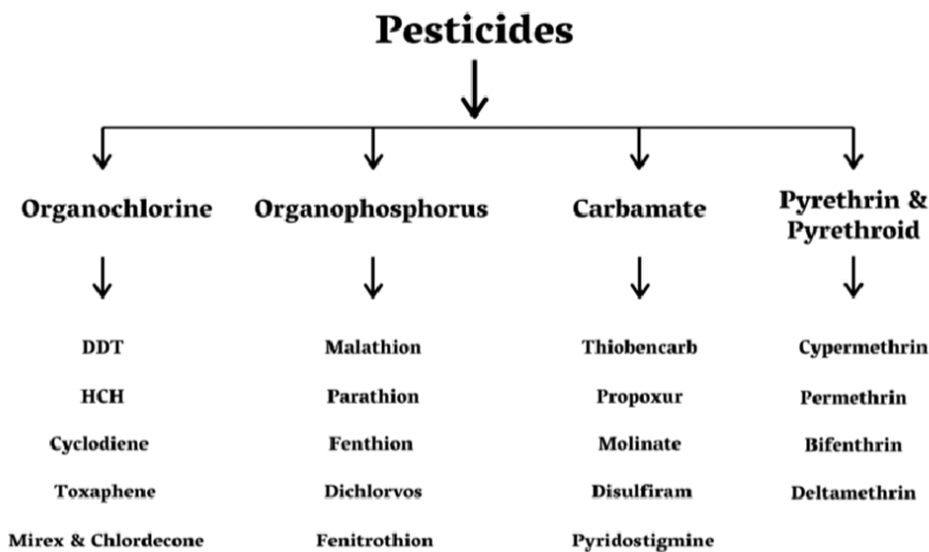 Pesticides
Organochlorine
Organophosphorus
Carbamate
Pyrethrin &
Pyrethroid
DDT
Malathion
Thiobencarb
Cypermethrin
HCH
Parathion
Propoxur
Permethrin
Cyclodiene
Fenthion
Molinate
Bifenthrin
Toxaphene
Dichlorvos
Disulfiram
Deltamethrin
Mirex & Chlordecone
Fenitrothion
Pyridostigmine